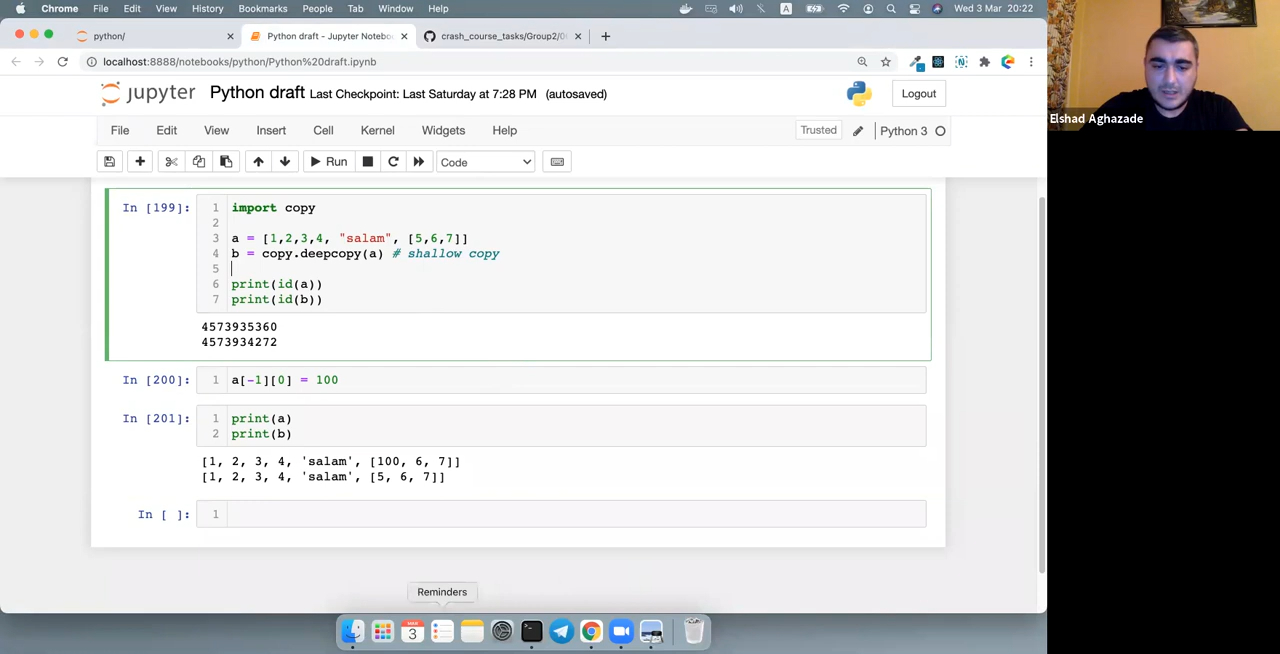 Chrome File Edit View History Bookmarks People Tab Window Help A Wed 3 Mar 20:22
python/
Python draft - Jupyter Notebo
crash_course_tasks/Group2/0
localhost:8888/notebooks/python/Python%20draft.ipynb
jupyter Python draft Last Checkpoint: Last Saturday at 7:28 PM (autosaved) Logout
Elshad Aghazade
File Edit View Insert Cell Kernel Widgets Help Trusted Python 3
Run Code
In [199]: 1 import copy
2
3 a = [1,2,3,4, "salam", [5,6,7]]
4 b = copy.deepcopy(a) # shallow copy
5
6 print(id(a))
7 print(id(b))
4573935360
4573934272
In [200]: 1 a[-1][0] = 100
In [201]: 1 print(a)
2 print(b)
[1, 2, 3, 4, 'salam', [100, 6, 7]]
[1, 2, 3, 4, 'salam', [5, 6, 7]]
In [ ]: 1
Reminders
3